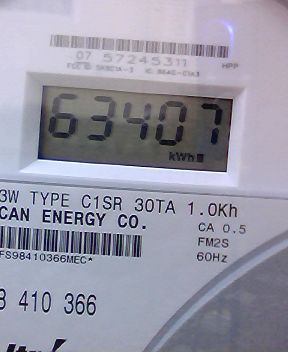 07 57245311
HPP
63407
kWh
3W TYPE C1SR 30TA 1.0Kh
CAN ENERGY CO. CA 0.5
FM2S
FS98410366MEC* 60Hz
410 366